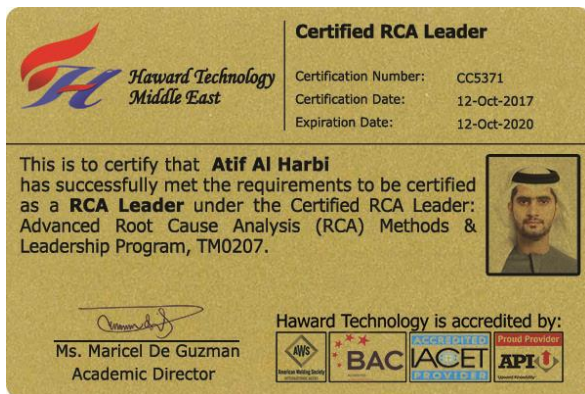 Haward Technology
Middle East
Certified RCA Leader
Certification Number: CC5371
Certification Date: 12-Oct-2017
Expiration Date: 12-Oct-2020
This is to certify that Atif Al Harbi
has successfully met the requirements to be certified
as a RCA Leader under the Certified RCA Leader:
Advanced Root Cause Analysis (RCA) Methods &
Leadership Program, TM0207.
Ms. Maricel De Guzman
Academic Director
Haward Technology is accredited by:
AWS
American Welding Society
BAC
ACCREDITED
IACET
PROVIDER
Proud Provider
API